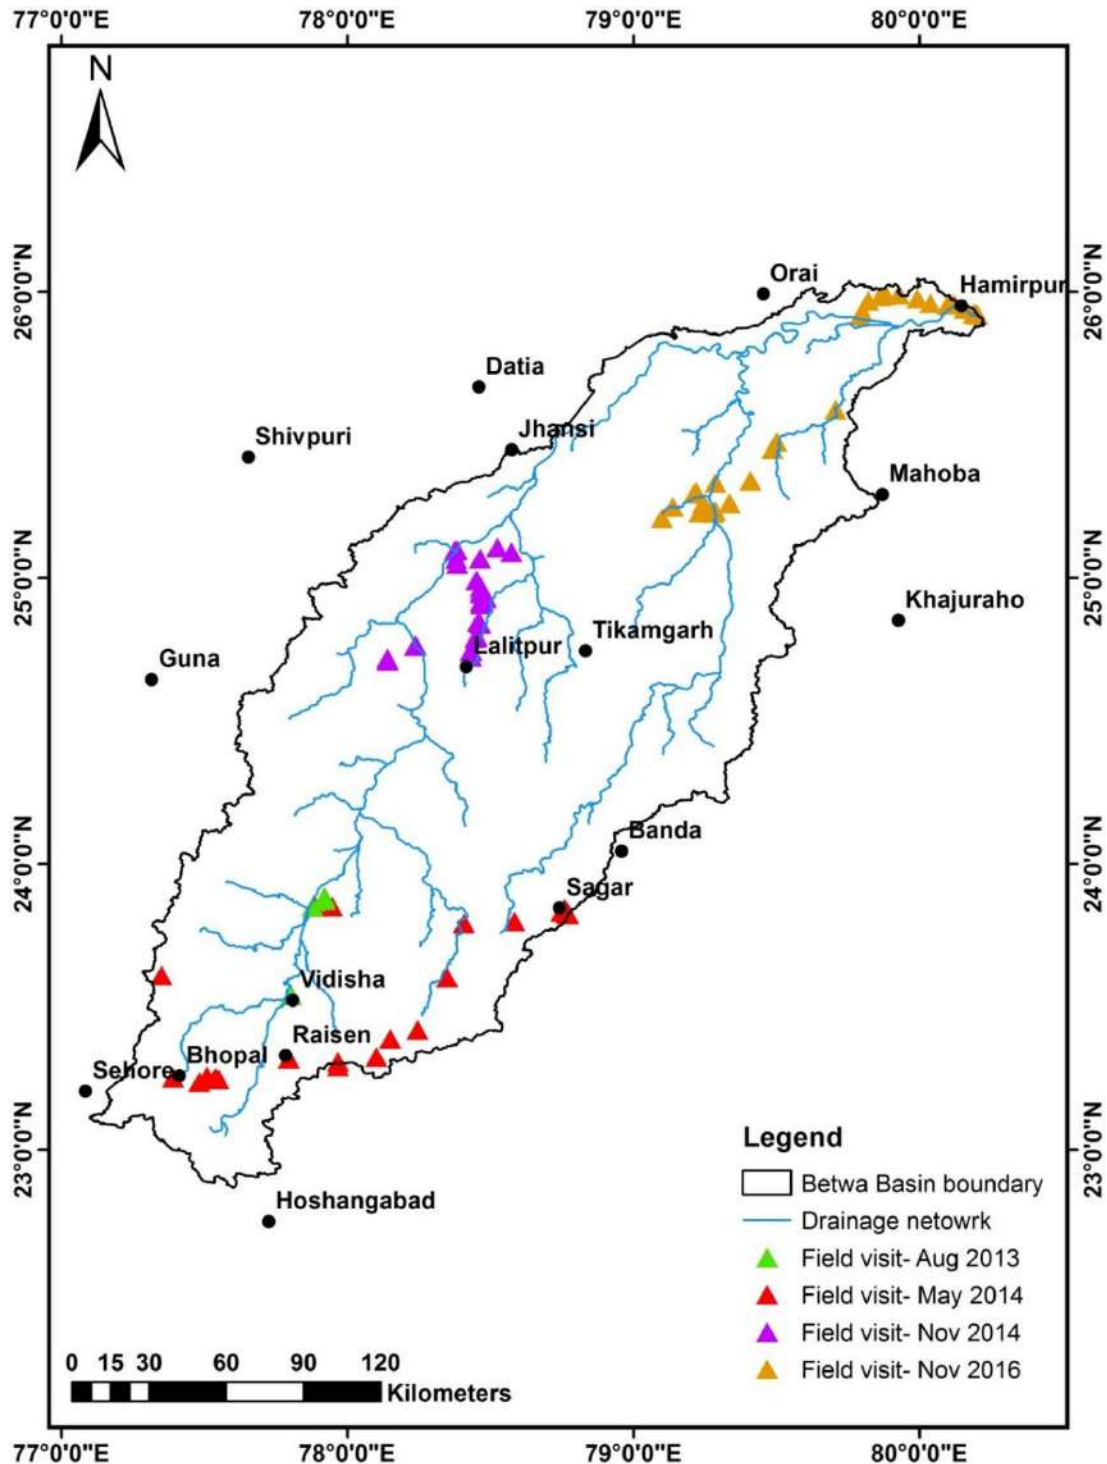 77°0'0"E 78°0'0"E 79°0'0"E 80°0'0"E
N
26°0'0"N
26°0'0"N
Orai
Hamirpur
Datia
Jhansi
Shivpuri
Mahoba
25°0'0"N
25°0'0"N
Khajuraho
Tikamgarh
Lalitpur
Guna
24°0'0"N
24°0'0"N
Banda
Sagar
Vidisha
Raisen
Bhopal
Sehore
23°0'0"N
23°0'0"N
Hoshangabad
Legend
Betwa Basin boundary
Drainage netowrk
Field visit- Aug 2013
Field visit- May 2014
Field visit- Nov 2014
Field visit- Nov 2016
0 15 30 60 90 120
Kilometers
77°0'0"E 78°0'0"E 79°0'0"E 80°0'0"E